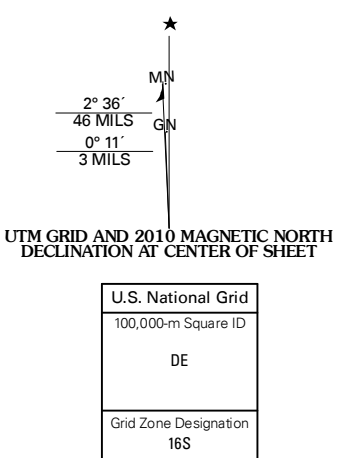 MN
2° 36´
46 MILS
GN
0° 11´
3 MILS
UTM GRID AND 2010 MAGNETIC NORTH
DECLINATION AT CENTER OF SHEET
U.S. National Grid
100,000-m Square ID
DE
Grid Zone Designation
16S